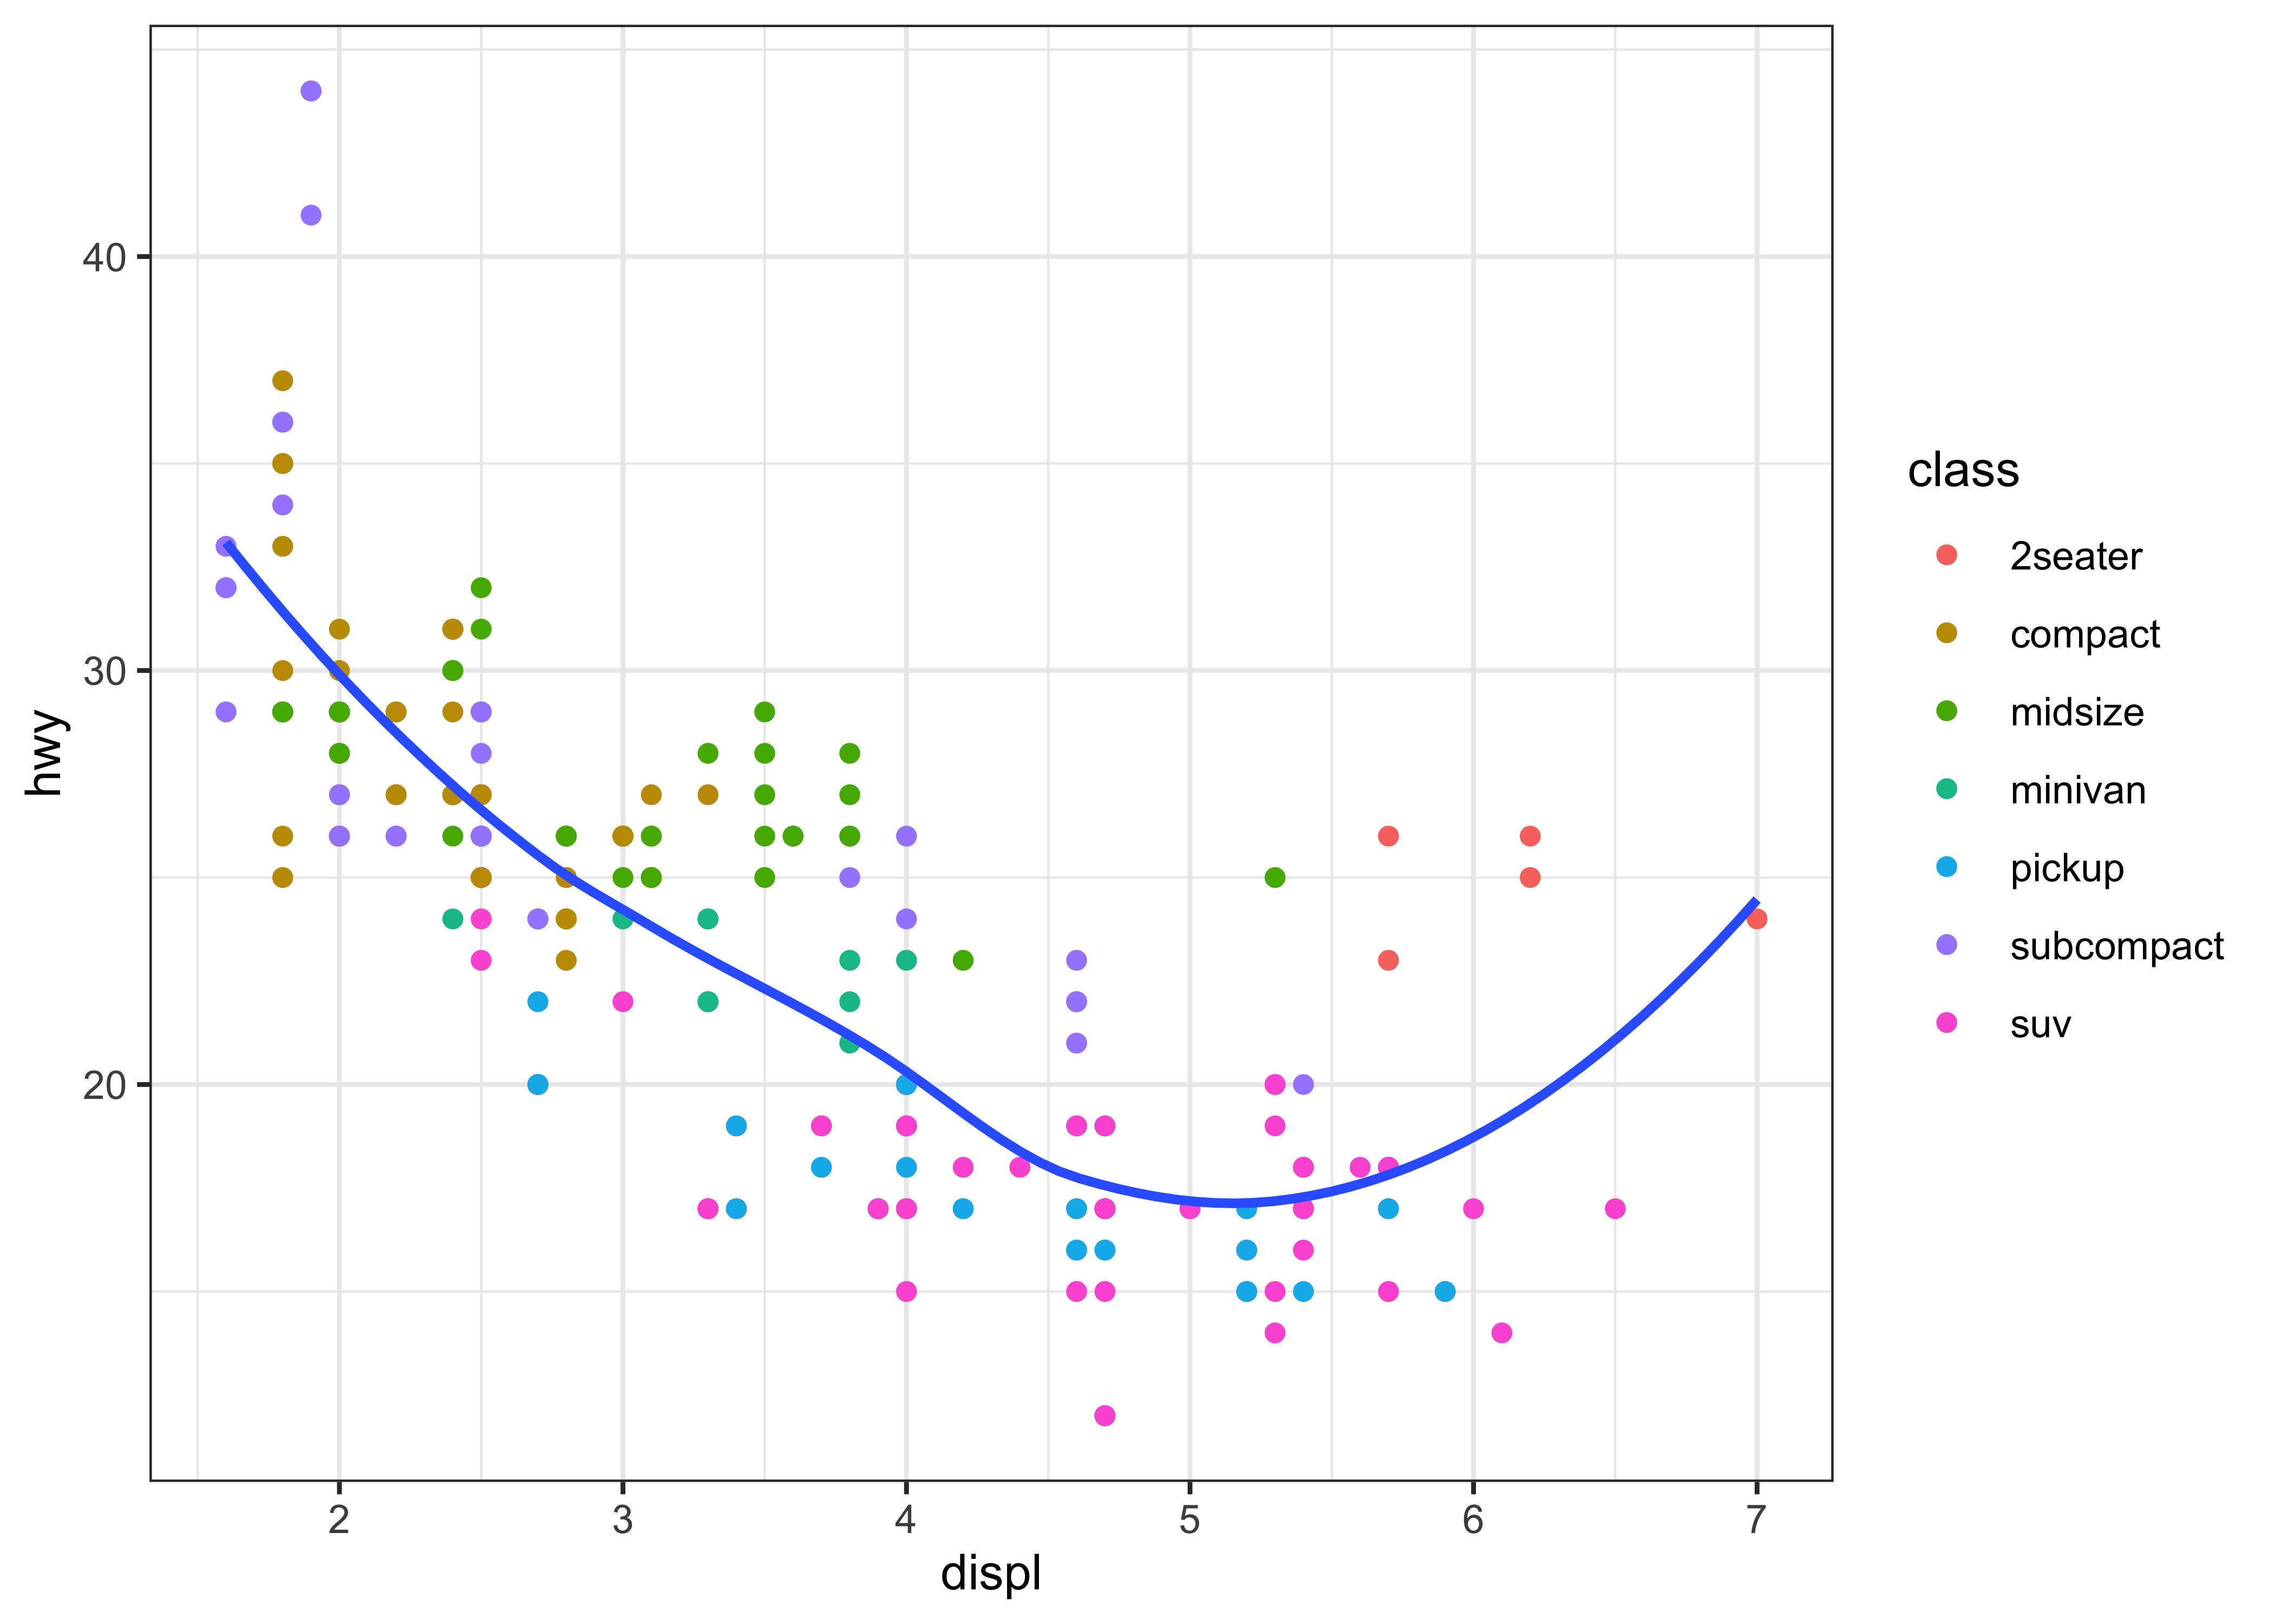 40
30
20
hwy
2 3 4 5 6 7
displ
class
2seater
compact
midsize
minivan
pickup
subcompact
suv